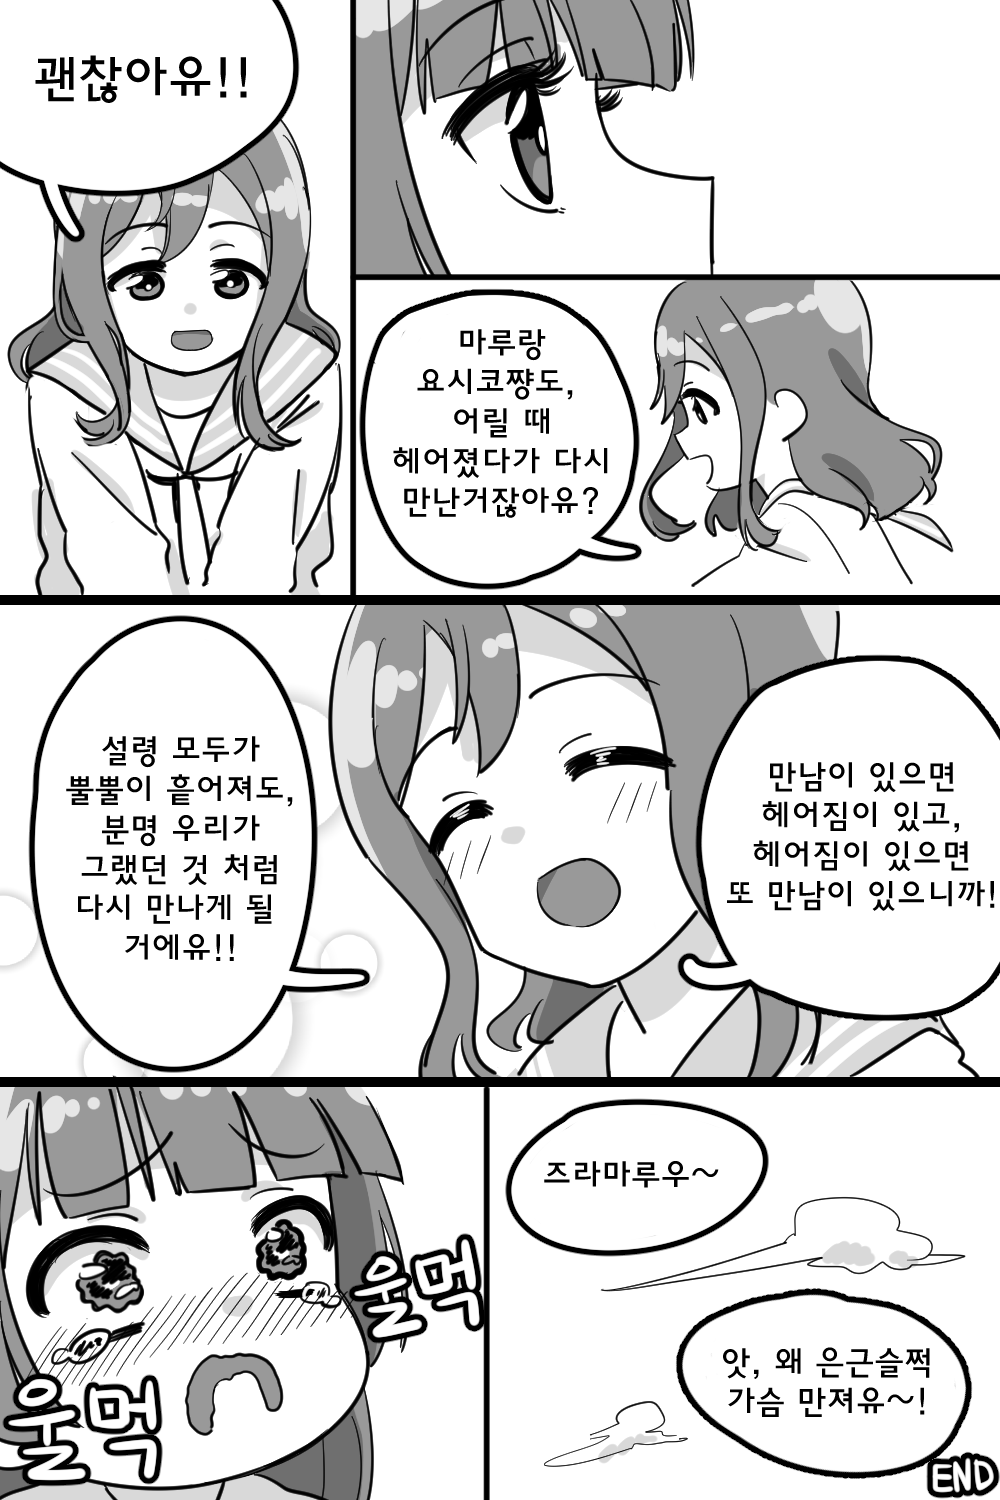 괜찮아유!!
마루랑
요시코쨩도,
어릴 때
헤어졌다가 다시
만난거잖아유?
만남이 있으면
헤어짐이 있고,
헤어짐이 있으면
또 만남이 있으니까!
설령 모두가
뿔뿔이 흩어져도,
분명 우리가
그랬던 것 처럼
다시 만나게 될
거에유!!
울먹
울먹
즈라마루우~
앗, 왜 은근슬쩍
가슴 만져유~!
END